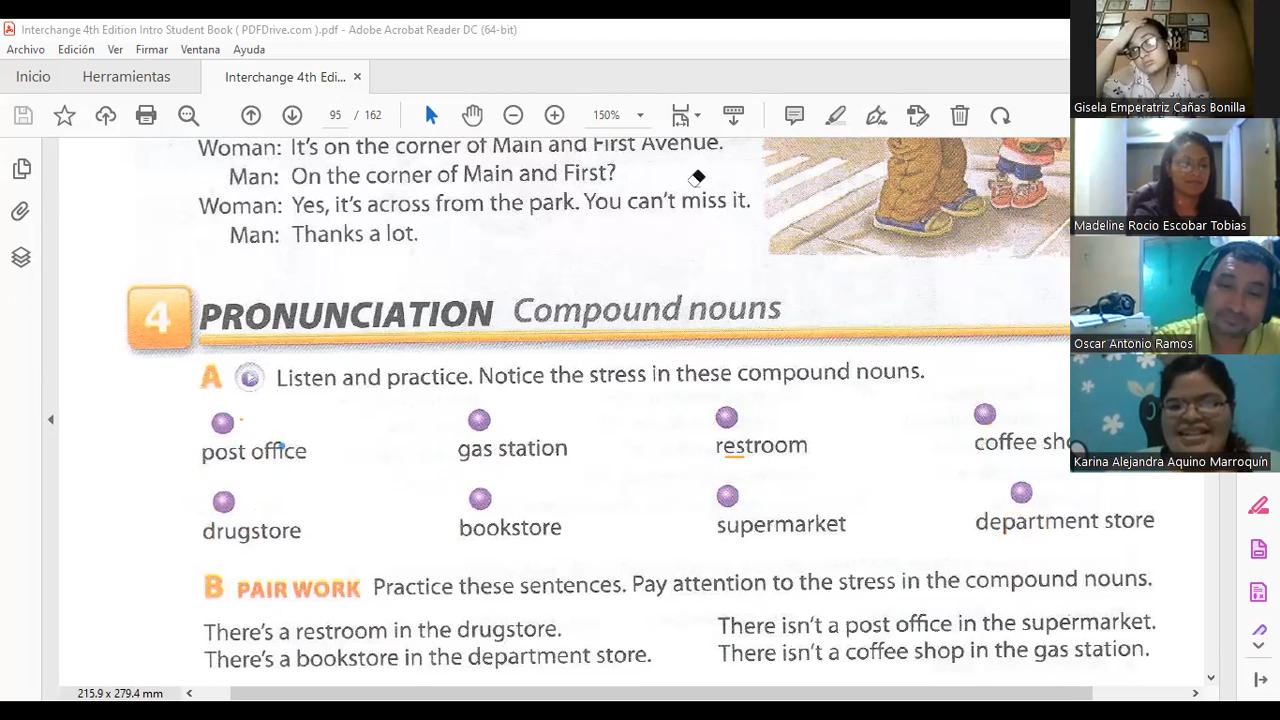 Interchange 4th Edition Intro Student Book ( PDFDrive.com ).pdf - Adobe Acrobat Reader DC (64-bit)
Archivo Edición Ver Firmar Ventana Ayuda
Inicio Herramientas Interchange 4th Edi... ×
95 / 162 150%
Woman: It's on the corner of Main and First Avenue.
Man: On the corner of Main and First?
Woman: Yes, it's across from the park. You can't miss it.
Man: Thanks a lot.
4 PRONUNCIATION Compound nouns
A Listen and practice. Notice the stress in these compound nouns.
post office gas station restroom coffee sho
drugstore bookstore supermarket department store
B PAIR WORK Practice these sentences. Pay attention to the stress in the compound nouns.
There's a restroom in the drugstore.
There's a bookstore in the department store.
There isn't a post office in the supermarket.
There isn't a coffee shop in the gas station.
215.9 x 279.4 mm
Gisela Emperatriz Cañas Bonilla
Madeline Rocio Escobar Tobias
Oscar Antonio Ramos
Karina Alejandra Aquino Marroquín